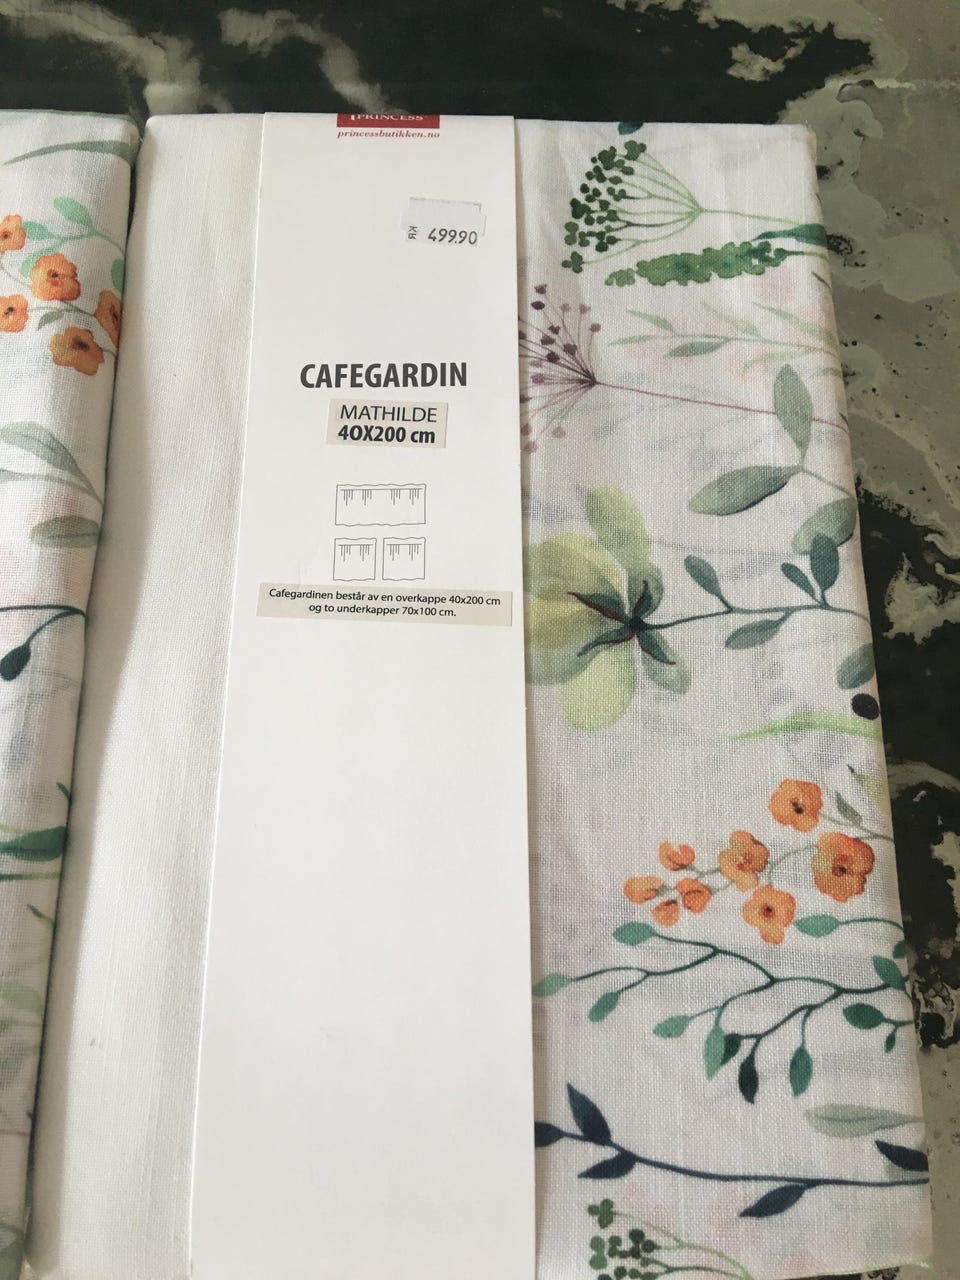 PRINCESS
princessbutikken.no
KR 499.90
CAFEGARDIN
MATHILDE
40X200 cm
Cafegardinen består av en overkappe 40x200 cm
og to underkapper 70x100 cm.